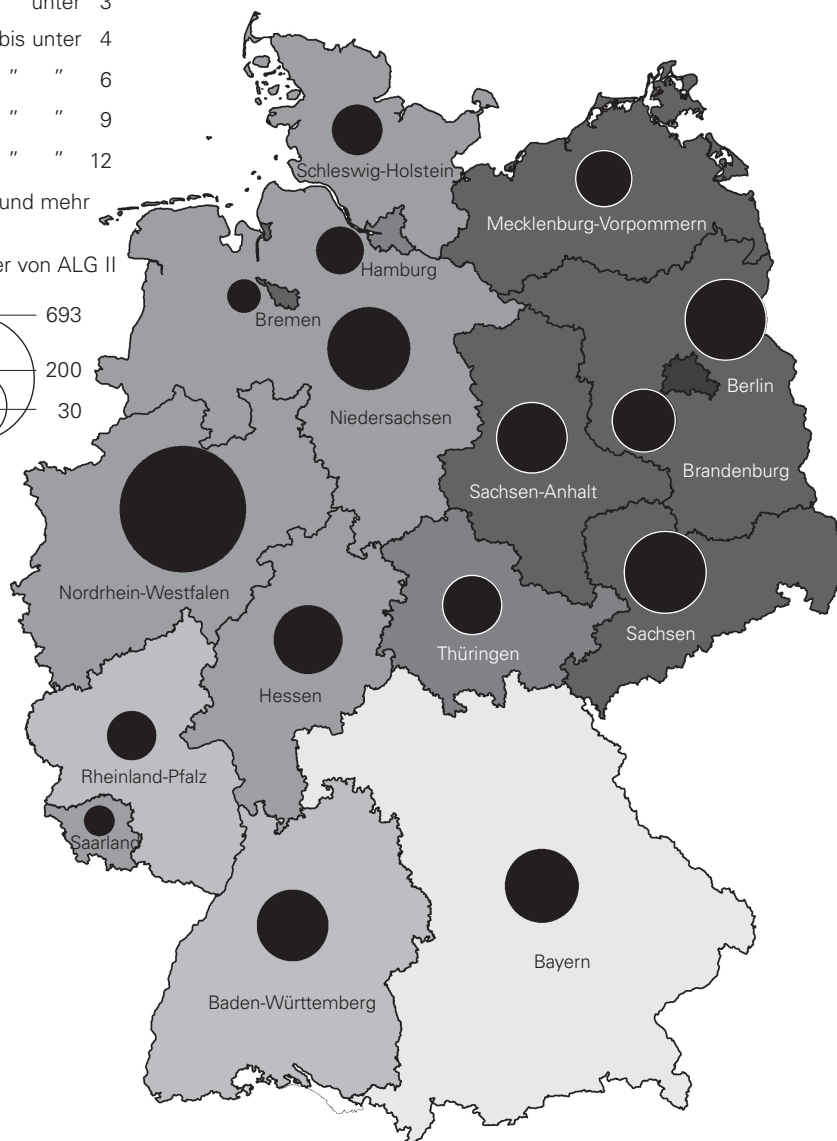 unter 3
bis unter 4
" " 6
" " 9
" " 12
und mehr
er von ALG II
693
200
30
Schleswig-Holstein
Mecklenburg-Vorpommern
Hamburg
Bremen
Niedersachsen
Berlin
Brandenburg
Sachsen-Anhalt
Nordrhein-Westfalen
Sachsen
Thüringen
Hessen
Rheinland-Pfalz
Saarland
Bayern
Baden-Württemberg